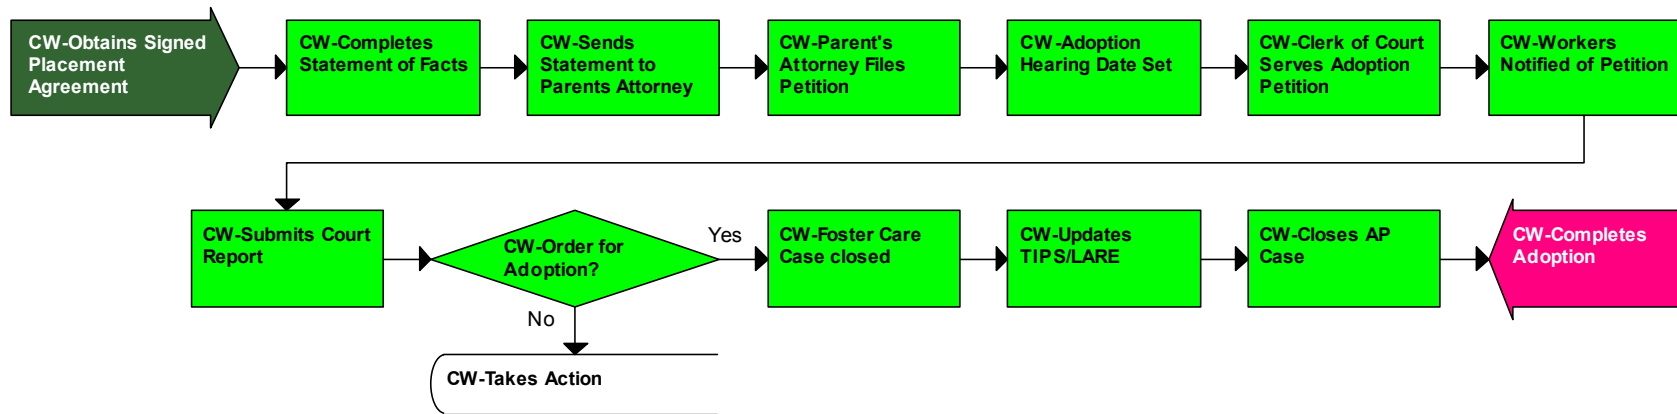 CW-Obtains Signed
Placement
Agreement
CW-Completes
Statement of Facts
CW-Sends
Statement to
Parents Attorney
CW-Parent's
Attorney Files
Petition
CW-Adoption
Hearing Date Set
CW-Clerk of Court
Serves Adoption
Petition
CW-Workers
Notified of Petition
CW-Submits Court
Report
CW-Order for
Adoption?
Yes
No
CW-Takes Action
CW-Foster Care
Case closed
CW-Updates
TIPS/LARE
CW-Closes AP
Case
CW-Completes
Adoption